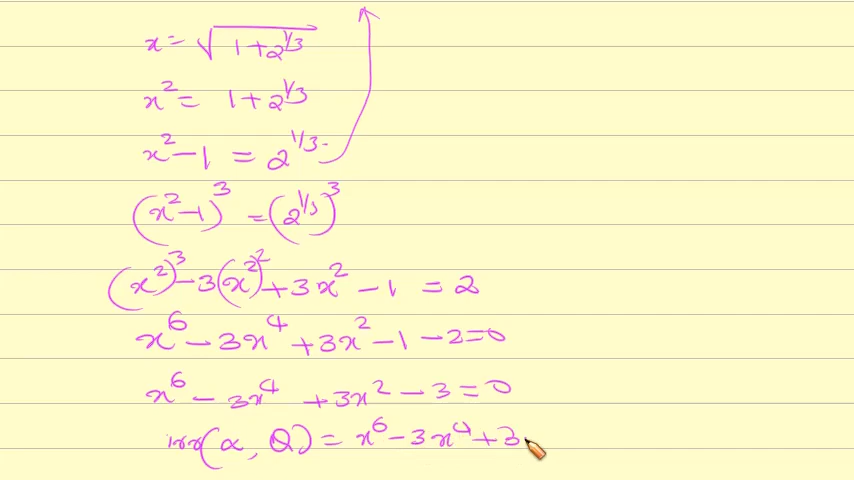 x = √(1 + 2^{1/3})
x² = 1 + 2^{1/3}
x² - 1 = 2^{1/3}
(x² - 1)³ = (2^{1/3})³
(x²)³ - 3(x²)² + 3x² - 1 = 2
x⁶ - 3x⁴ + 3x² - 1 - 2 = 0
x⁶ - 3x⁴ + 3x² - 3 = 0
irr(α, Q) = x⁶ - 3x⁴ + 3